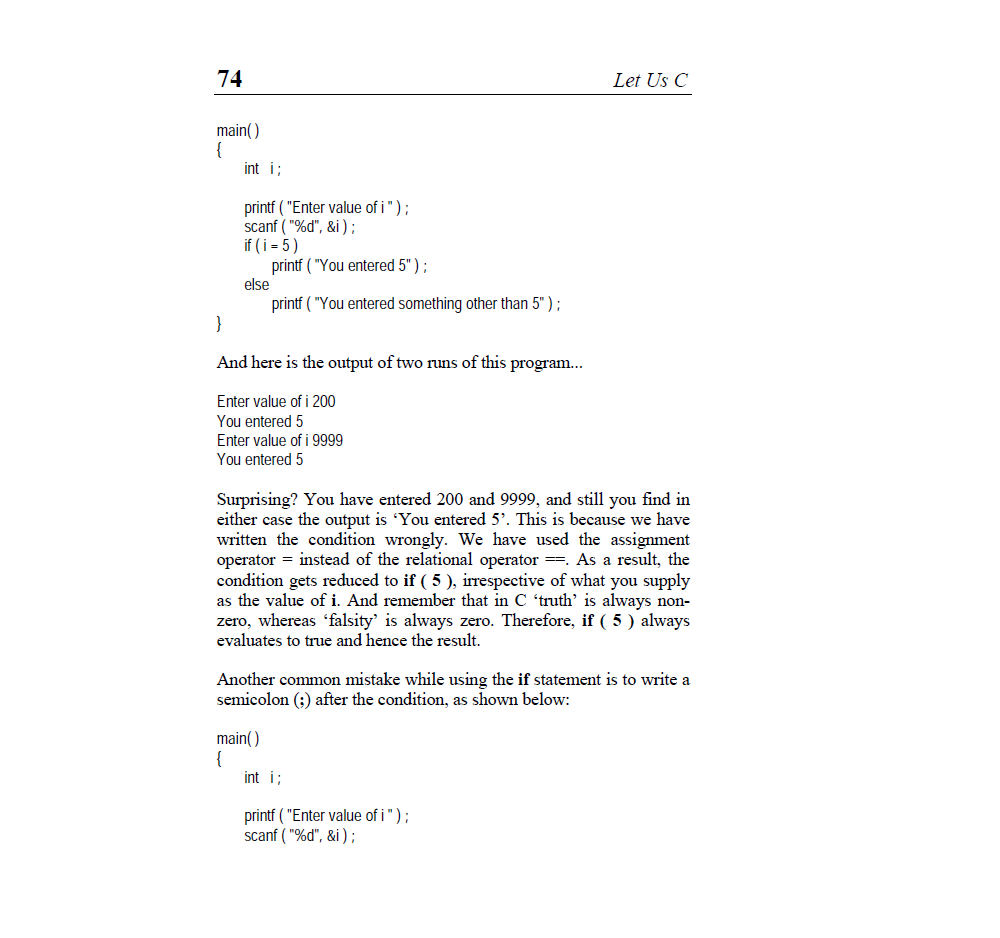 74 Let Us C
main( )
{
int i ;
printf ( "Enter value of i " ) ;
scanf ( "%d", &i ) ;
if ( i = 5 )
printf ( "You entered 5" ) ;
else
printf ( "You entered something other than 5" ) ;
}
And here is the output of two runs of this program...
Enter value of i 200
You entered 5
Enter value of i 9999
You entered 5
Surprising? You have entered 200 and 9999, and still you find in
either case the output is ‘You entered 5’. This is because we have
written the condition wrongly. We have used the assignment
operator = instead of the relational operator ==. As a result, the
condition gets reduced to if ( 5 ), irrespective of what you supply
as the value of i. And remember that in C ‘truth’ is always non-
zero, whereas ‘falsity’ is always zero. Therefore, if ( 5 ) always
evaluates to true and hence the result.
Another common mistake while using the if statement is to write a
semicolon (;) after the condition, as shown below:
main( )
{
int i ;
printf ( "Enter value of i " ) ;
scanf ( "%d", &i ) ;